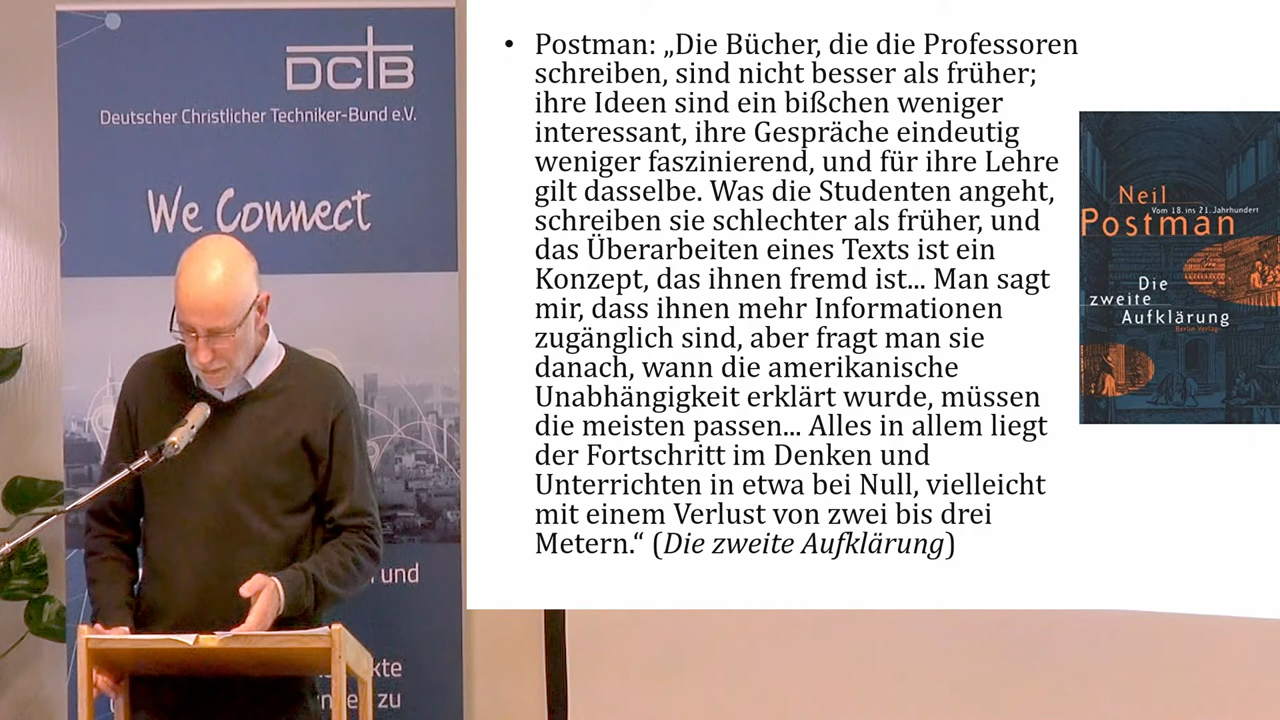 DCTB
Deutscher Christlicher Techniker-Bund e.V.
We Connect
und
kte
zu
• Postman: „Die Bücher, die die Professoren
schreiben, sind nicht besser als früher;
ihre Ideen sind ein bißchen weniger
interessant, ihre Gespräche eindeutig
weniger faszinierend, und für ihre Lehre
gilt dasselbe. Was die Studenten angeht,
schreiben sie schlechter als früher, und
das Überarbeiten eines Texts ist ein
Konzept, das ihnen fremd ist... Man sagt
mir, dass ihnen mehr Informationen
zugänglich sind, aber fragt man sie
danach, wann die amerikanische
Unabhängigkeit erklärt wurde, müssen
die meisten passen... Alles in allem liegt
der Fortschritt im Denken und
Unterrichten in etwa bei Null, vielleicht
mit einem Verlust von zwei bis drei
Metern.“ (Die zweite Aufklärung)
Neil
Vom 18. ins 21. Jahrhundert
Postman
Die
zweite
Aufklärung
Berlin Verlag